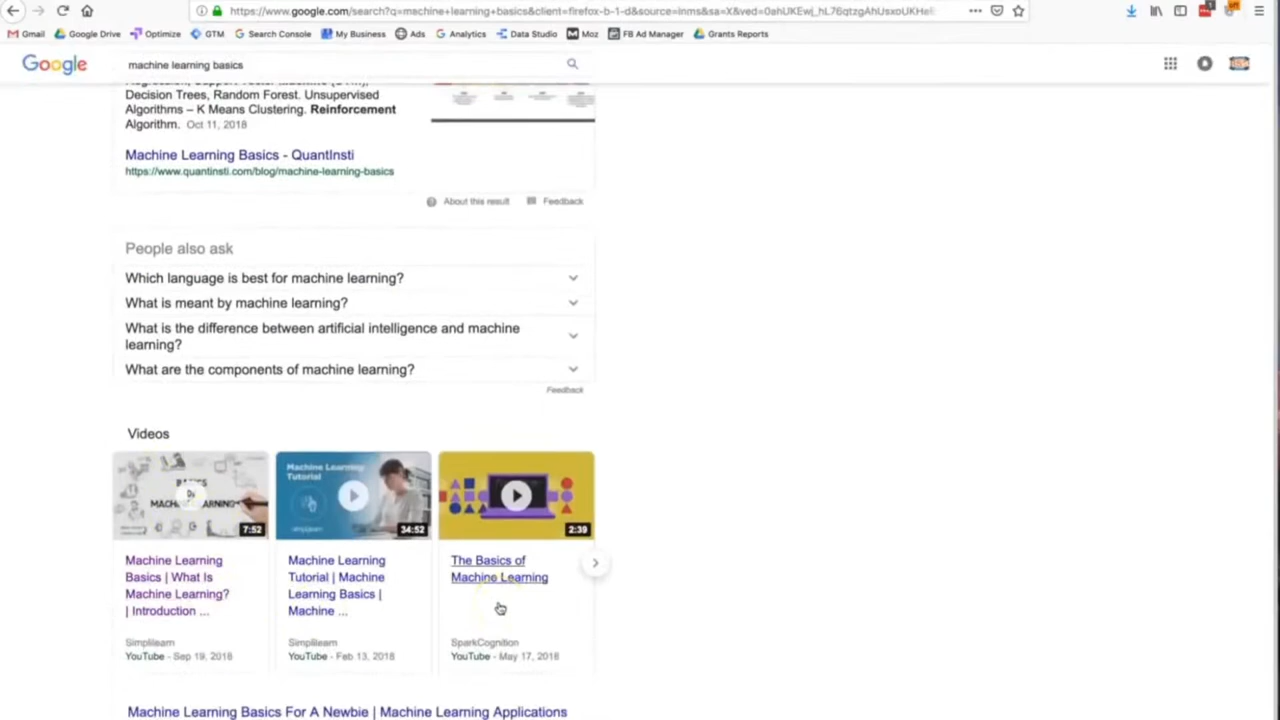 https://www.google.com/search?q=machine+learning+basics&client=firefox-b-1-d&source=lnms&sa=X&ved=
Gmail Google Drive Optimize GTM Search Console My Business Ads Analytics Data Studio Moz FB Ad Manager Grants Reports
Google machine learning basics
Decision Trees, Random Forest. Unsupervised
Algorithms – K Means Clustering. Reinforcement
Algorithm. Oct 11, 2018
Machine Learning Basics - QuantInsti
https://www.quantinsti.com/blog/machine-learning-basics
About this result Feedback
People also ask
Which language is best for machine learning?
What is meant by machine learning?
What is the difference between artificial intelligence and machine
learning?
What are the components of machine learning?
Feedback
Videos
BASICS
MACHINE LEARNING
7:52
Machine Learning
Tutorial
simplilearn
34:52
2:39
Machine Learning
Basics | What Is
Machine Learning?
| Introduction ...
Simplilearn
YouTube - Sep 19, 2018
Machine Learning
Tutorial | Machine
Learning Basics |
Machine ...
Simplilearn
YouTube - Feb 13, 2018
The Basics of
Machine Learning
SparkCognition
YouTube - May 17, 2018
Machine Learning Basics For A Newbie | Machine Learning Applications